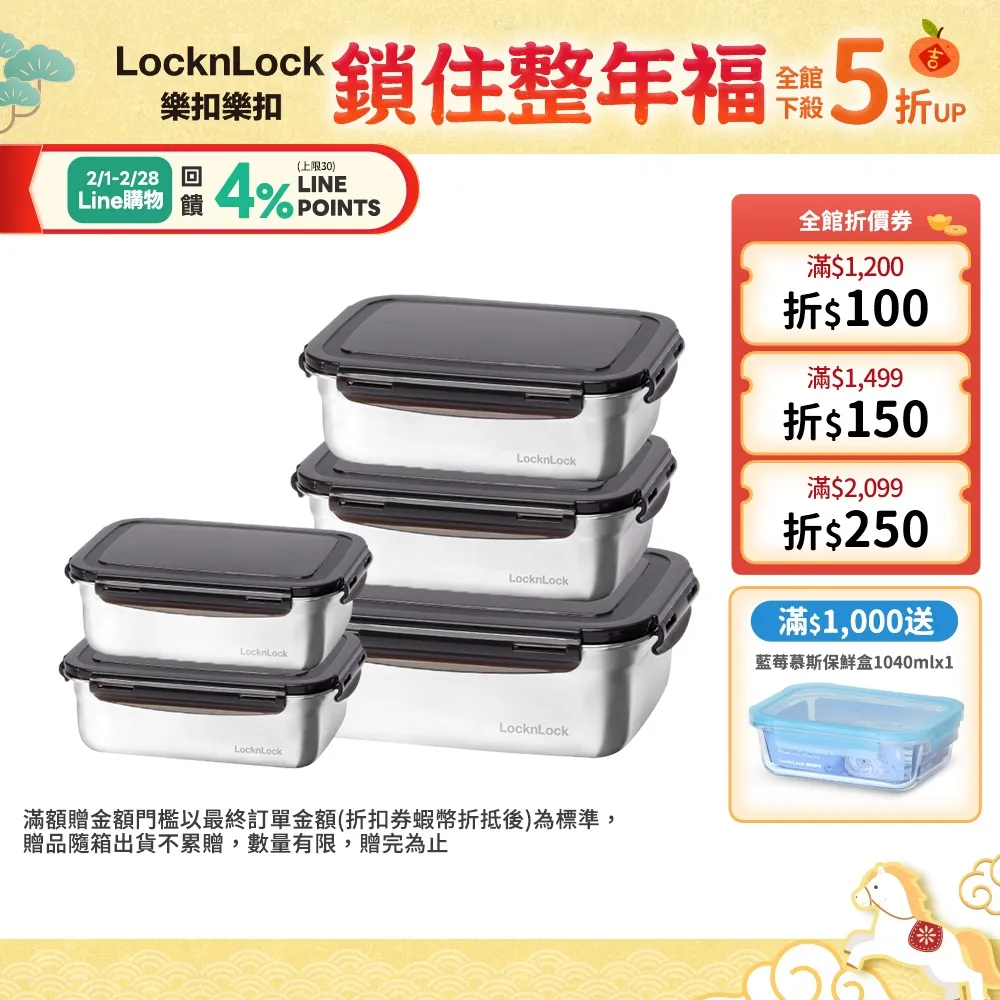 LocknLock
樂扣樂扣
鎖住整年福
全館
下殺
5折UP
吉
2/1-2/28
Line購物
回饋
4%
(上限30)
LINE
POINTS
全館折價券
滿$1,200
折$100
滿$1,499
折$150
滿$2,099
折$250
滿$1,000送
藍莓慕斯保鮮盒1040mlx1
LocknLock
LocknLock
LocknLock
LocknLock
LocknLock
LocknLock
滿額贈金額門檻以最終訂單金額(折扣券蝦幣折抵後)為標準，
贈品隨箱出貨不累贈，數量有限，贈完為止